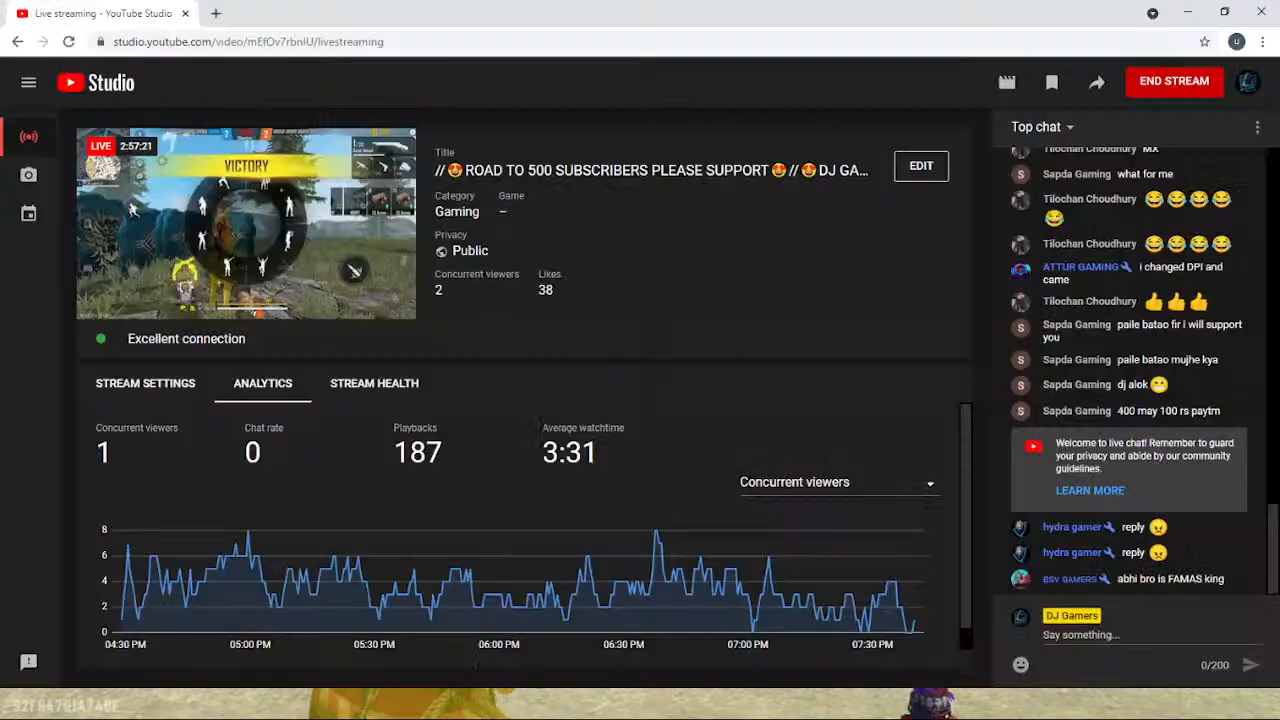 Live streaming - YouTube Studio
studio.youtube.com/video/mEfOv7rbnIU/livestreaming
Studio
END STREAM
LIVE 2:57:21
VICTORY
Title
// 😍ROAD TO 500 SUBSCRIBERS PLEASE SUPPORT😍 // 😍DJ GA...
EDIT
Category Game
Gaming –
Privacy
Public
Concurrent viewers Likes
2 38
Excellent connection
STREAM SETTINGS ANALYTICS STREAM HEALTH
Concurrent viewers Chat rate Playbacks Average watchtime
1 0 187 3:31
Concurrent viewers
8
6
4
2
0
04:30 PM 05:00 PM 05:30 PM 06:00 PM 06:30 PM 07:00 PM 07:30 PM
Top chat
Tilochan Choudhury MX
Sapda Gaming what for me
Tilochan Choudhury 😂😂😂😂
😂
Tilochan Choudhury 😂😂😂😂
ATTUR GAMING i changed DPI and
came
Tilochan Choudhury 👍👍👍
Sapda Gaming paile batao fir i will support
you
Sapda Gaming paile batao mujhe kya
Sapda Gaming dj alok 😁
Sapda Gaming 400 may 100 rs paytm
Welcome to live chat! Remember to guard
your privacy and abide by our community
guidelines.
LEARN MORE
hydra gamer reply 😠
hydra gamer reply 😠
BSV GAMERS abhi bro is FAMAS king
DJ Gamers
Say something...
0/200